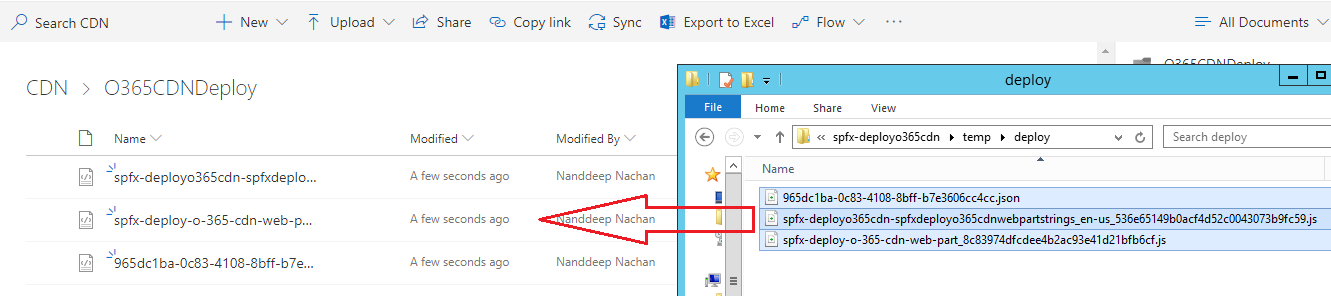 Search CDN
New
Upload
Share
Copy link
Sync
Export to Excel
Flow
All Documents
O365CDNDeploy
CDN > O365CDNDeploy
Name Modified Modified By
spfx-deployo365cdn-spfxdeplo... A few seconds ago Nanddeep Nachan
spfx-deploy-o-365-cdn-web-p... A few seconds ago Nanddeep Nachan
965dc1ba-0c83-4108-8bff-b7e... A few seconds ago Nanddeep Nachan
deploy
File Home Share View
« spfx-deployo365cdn ▸ temp ▸ deploy
Search deploy
Name
965dc1ba-0c83-4108-8bff-b7e3606cc4cc.json
spfx-deployo365cdn-spfxdeployo365cdnwebpartstrings_en-us_536e65149b0acf4d52c0043073b9fc59.js
spfx-deploy-o-365-cdn-web-part_8c83974dfcdee4b2ac93e41d21bfb6cf.js